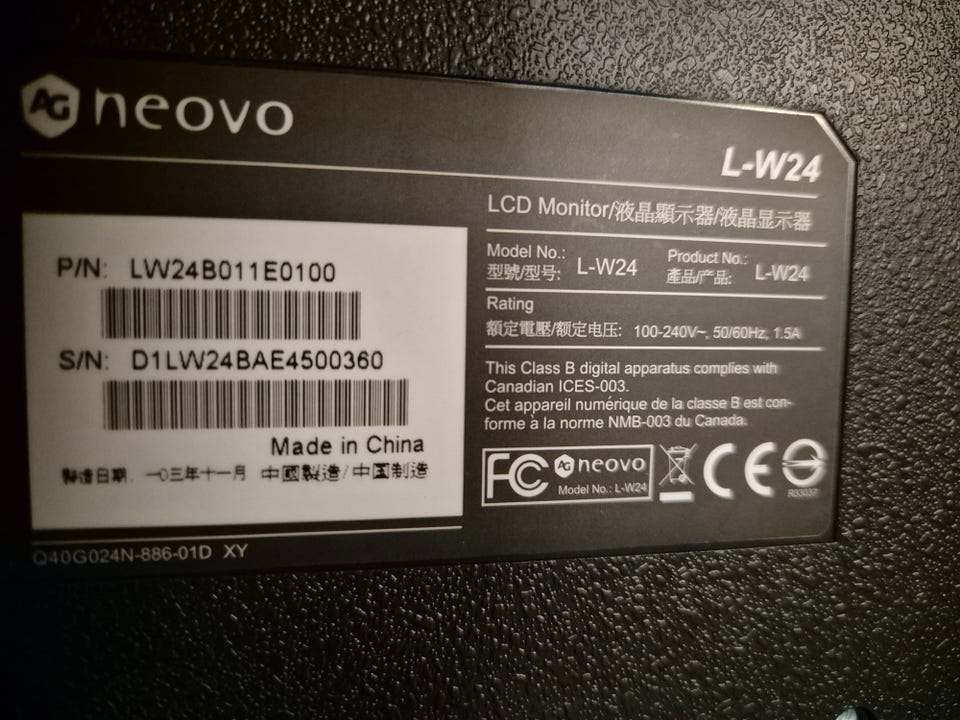 AG neovo
L-W24
P/N: LW24B011E0100
S/N: D1LW24BAE4500360
Made in China
製造日期: 一〇三年十一月 中國製造/中国制造
Q40G024N-886-01D XY
LCD Monitor/液晶顯示器/液晶显示器
Model No.:
型號/型号: L-W24
Product No.:
產品/产品: L-W24
Rating
額定電壓/额定电压: 100-240V~, 50/60Hz, 1.5A
This Class B digital apparatus complies with
Canadian ICES-003.
Cet appareil numérique de la classe B est con-
forme à la norme NMB-003 du Canada.
FC AG neovo
Model No.: L-W24
CE
R33037